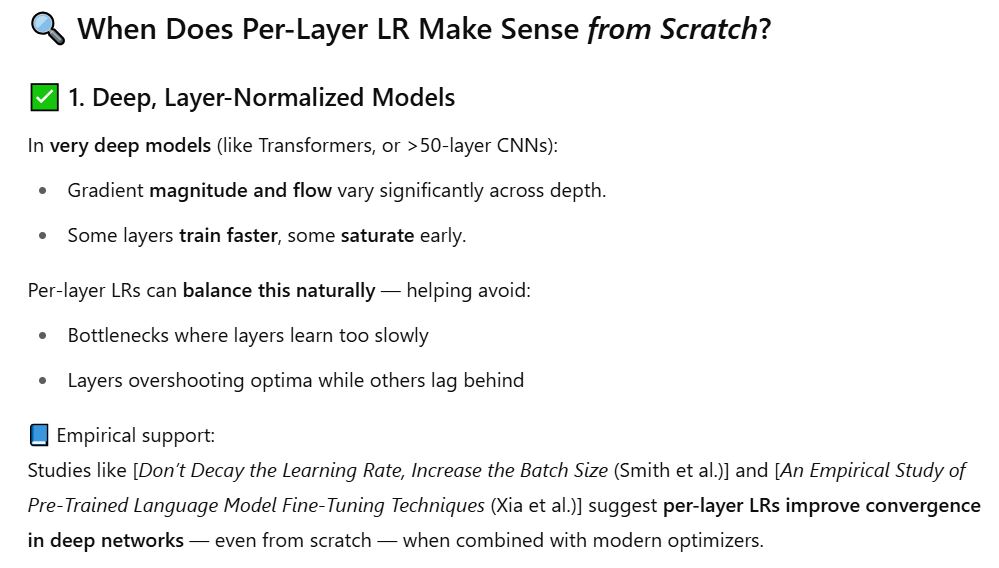 🔍 When Does Per-Layer LR Make Sense from Scratch?
✅ 1. Deep, Layer-Normalized Models
In very deep models (like Transformers, or >50-layer CNNs):
• Gradient magnitude and flow vary significantly across depth.
• Some layers train faster, some saturate early.
Per-layer LRs can balance this naturally — helping avoid:
• Bottlenecks where layers learn too slowly
• Layers overshooting optima while others lag behind
📘 Empirical support:
Studies like [Don’t Decay the Learning Rate, Increase the Batch Size (Smith et al.)] and [An Empirical Study of
Pre-Trained Language Model Fine-Tuning Techniques (Xia et al.)] suggest per-layer LRs improve convergence
in deep networks — even from scratch — when combined with modern optimizers.